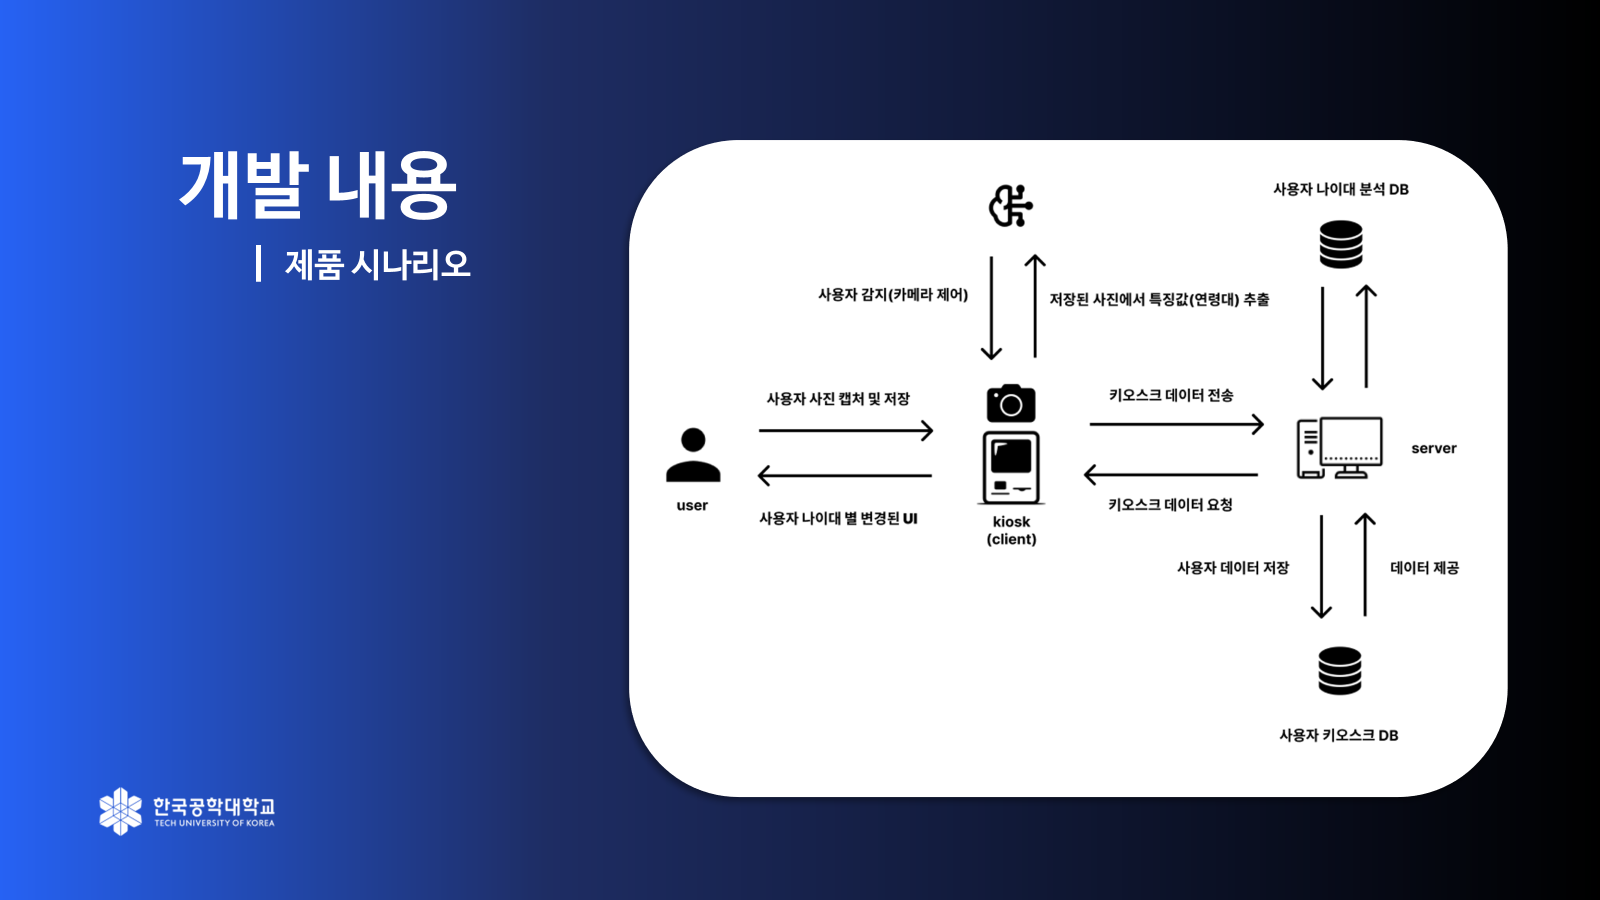 개발 내용
제품 시나리오
사용자 나이대 분석 DB
사용자 감지(카메라 제어)
저장된 사진에서 특징값(연령대) 추출
사용자 사진 캡처 및 저장
키오스크 데이터 전송
server
user
키오스크 데이터 요청
사용자 나이대 별 변경된 UI
kiosk
(client)
사용자 데이터 저장
데이터 제공
사용자 키오스크 DB
한국공학대학교
TECH UNIVERSITY OF KOREA